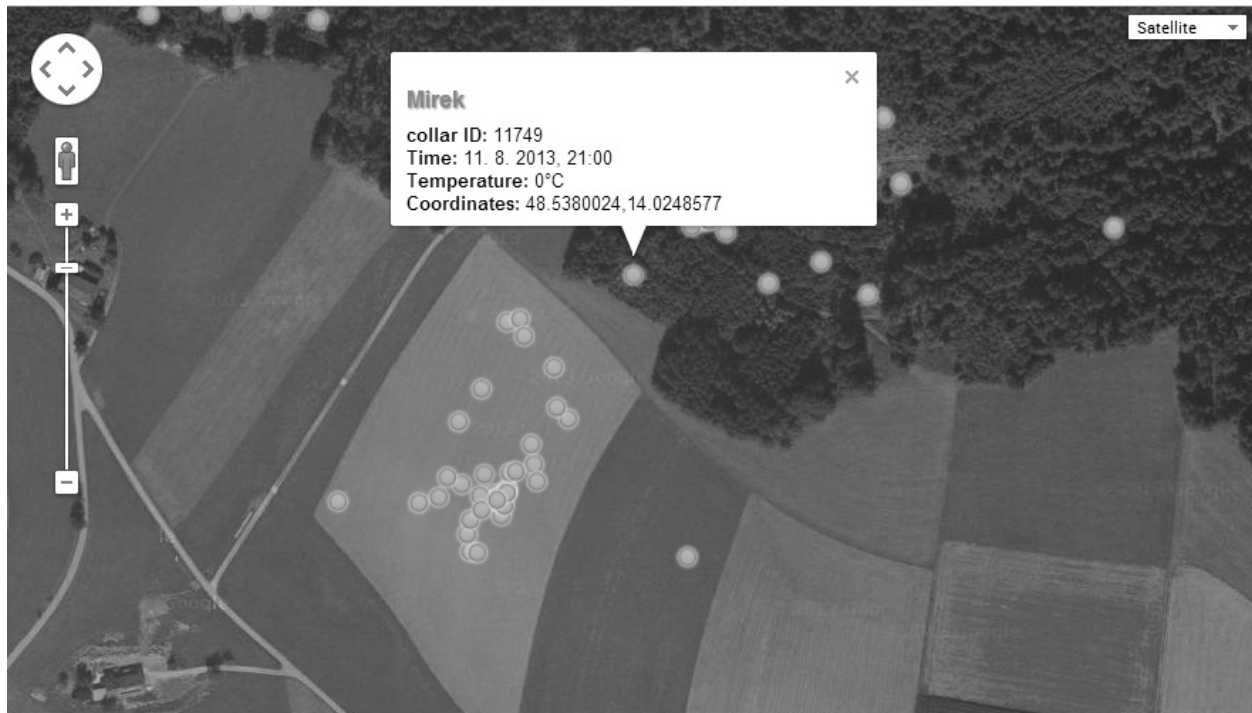 Satellite
Mirek
collar ID: 11749
Time: 11. 8. 2013, 21:00
Temperature: 0°C
Coordinates: 48.5380024,14.0248577